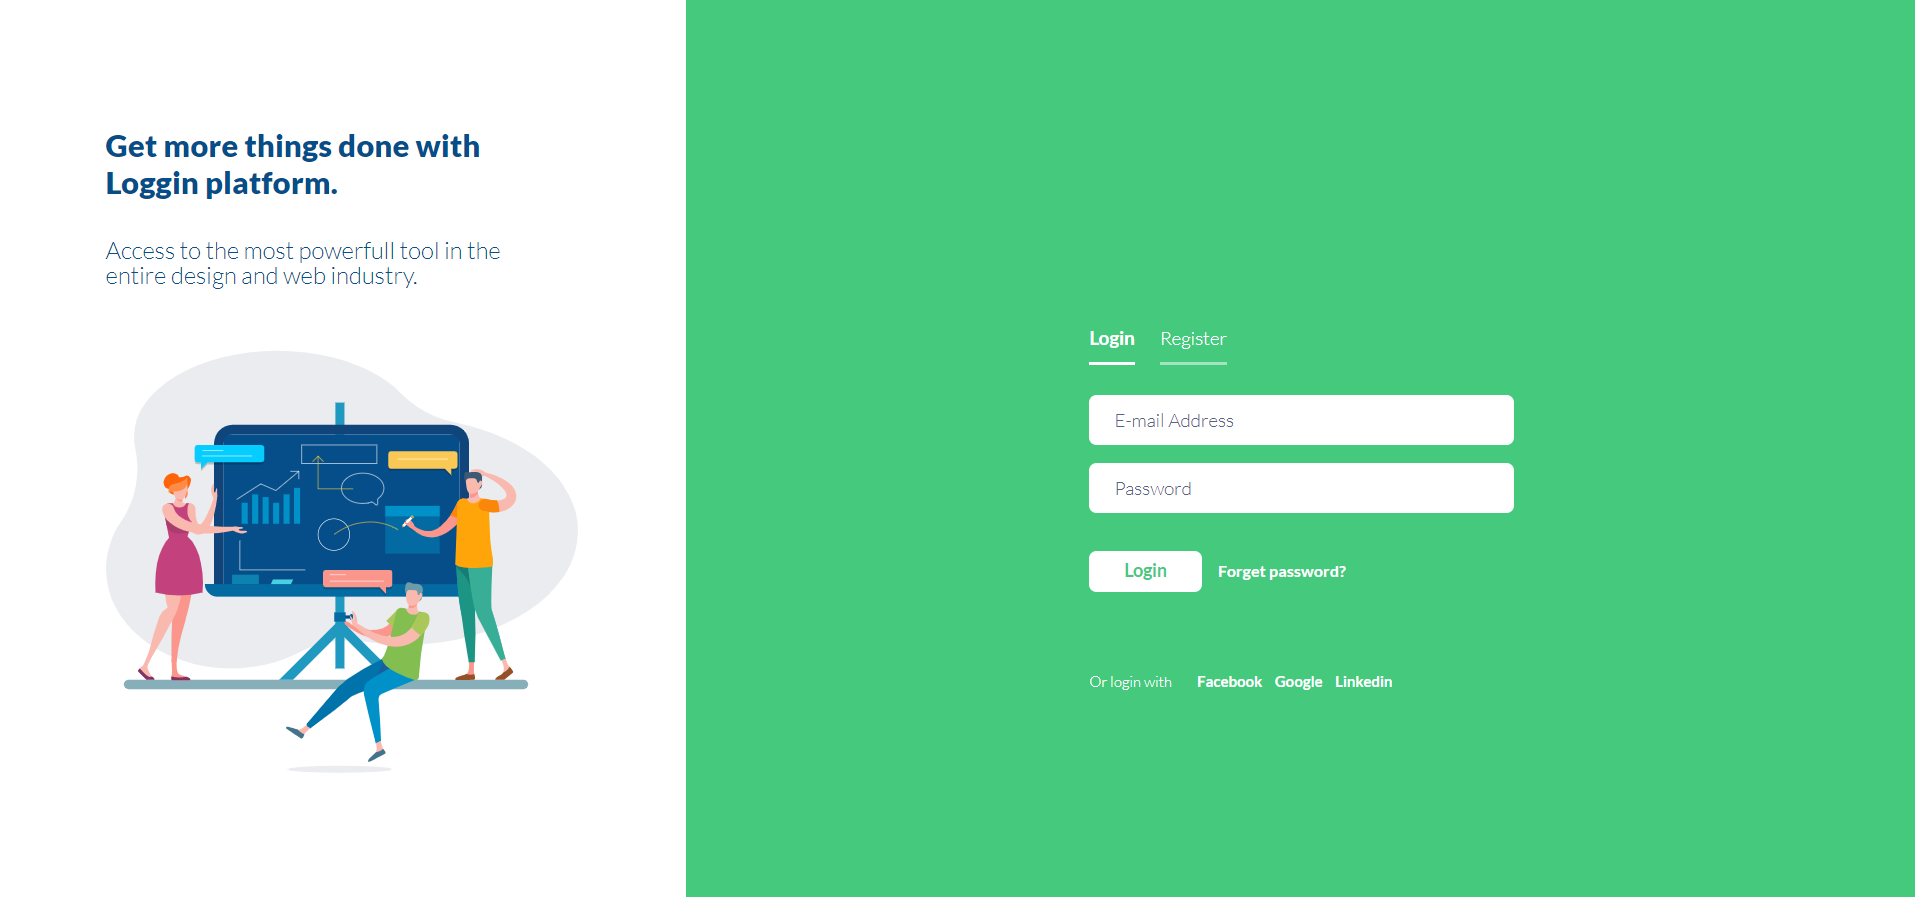 Get more things done with
Loggin platform.
Access to the most powerfull tool in the
entire design and web industry.
Login Register
E-mail Address
Password
Login Forget password?
Or login with Facebook Google Linkedin